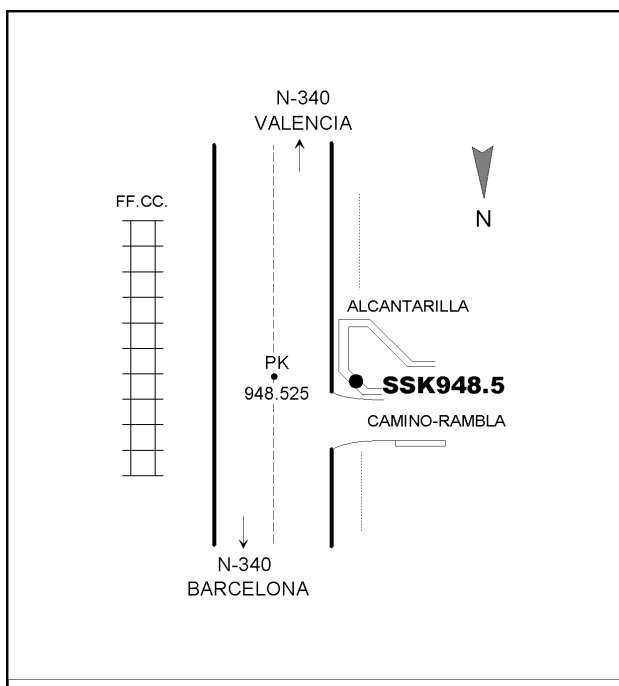 N-340
VALENCIA
FF.CC.
N
ALCANTARILLA
PK
948.525
SSK948.5
CAMINO-RAMBLA
N-340
BARCELONA